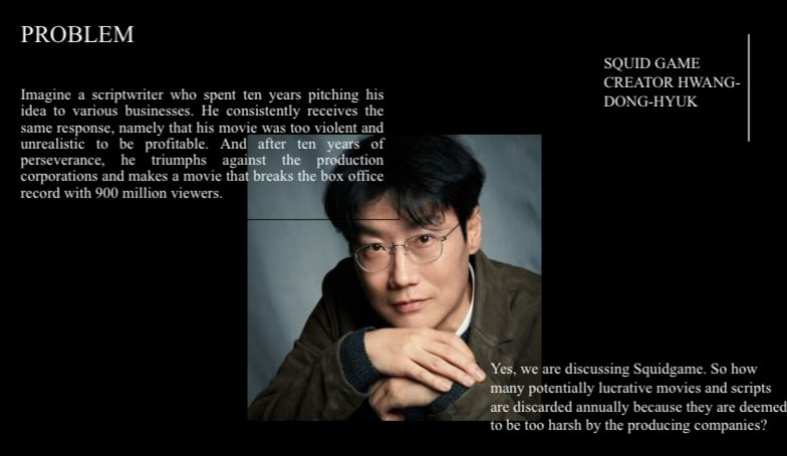 PROBLEM
SQUID GAME
CREATOR HWANG-
DONG-HYUK
Imagine a scriptwriter who spent ten years pitching his
idea to various businesses. He consistently receives the
same response, namely that his movie was too violent and
unrealistic to be profitable. And after ten years of
perseverance, he triumphs against the production
corporations and makes a movie that breaks the box office
record with 900 million viewers.
Yes, we are discussing Squidgame. So how
many potentially lucrative movies and scripts
are discarded annually because they are deemed
to be too harsh by the producing companies?